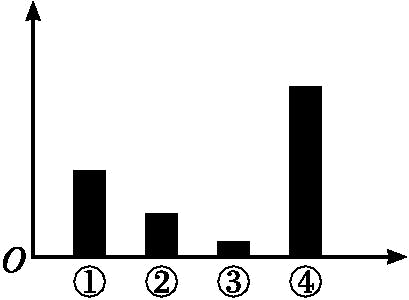 O
① ② ③ ④